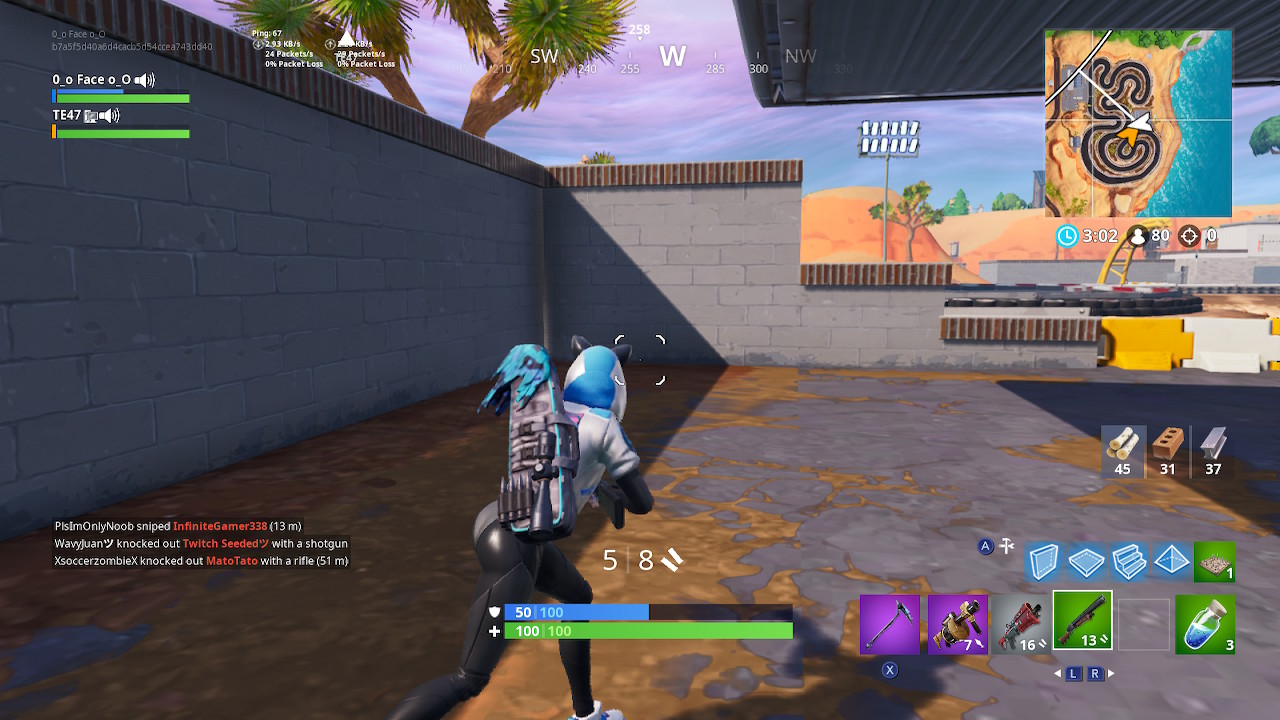 0_o Face o_O
b7a5f5d40a6d4cacb5d54ccea743dd40
Ping: 67
2.93 KB/s
24 Packets/s
0% Packet Loss
KB/s
Packets/s
0% Packet Loss
0_o Face o_O
TE47
258
210 SW 240 255 W 285 300 NW 330
3:02 80 0
45 31 37
PlsImOnlyNoob sniped InfiniteGamer338 (13 m)
WavyJuanツ knocked out Twitch Seededツ with a shotgun
XsoccerzombieX knocked out MatoTato with a rifle (51 m)
5 | 8
A
1
50 | 100
100 | 100
7 16 13 3
X L R